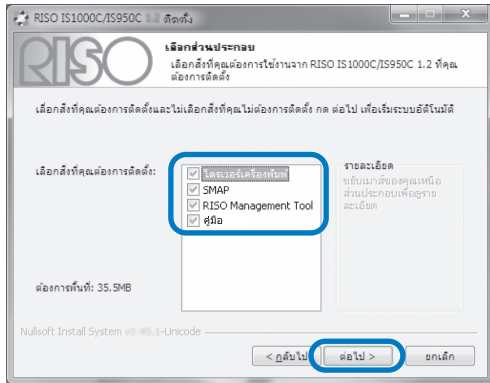 RISO IS1000C/IS950C ติดตั้ง
RISO
เลือกส่วนประกอบ
เลือกสิ่งที่คุณต้องการใช้งานจาก RISO IS1000C/IS950C 1.2 ที่คุณ
ต้องการติดตั้ง
เลือกสิ่งที่คุณต้องการติดตั้งและไม่เลือกสิ่งที่คุณไม่ต้องการติดตั้ง กด ต่อไป เพื่อเริ่มระบบอัติโนมัติ
เลือกสิ่งที่คุณต้องการติดตั้ง:
ไดรเวอร์เครื่องพิมพ์
SMAP
RISO Management Tool
คู่มือ
รายละเอียด
ขยับเมาส์ของคุณเหนือ
ส่วนประกอบเพื่อดูราย
ละเอียด
ต้องการพื้นที่: 35.5MB
Nullsoft Install System -Unicode
< กลับไป
ต่อไป >
ยกเลิก